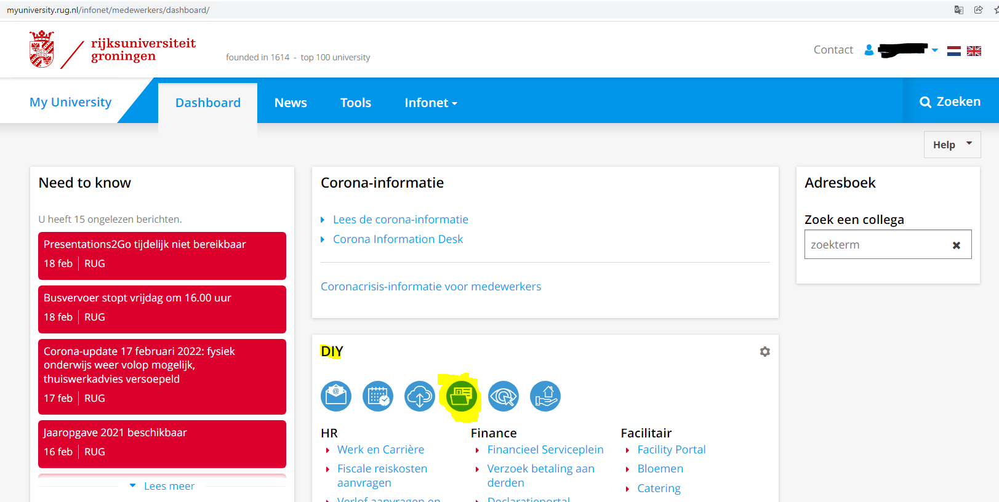 myuniversity.rug.nl/infonet/medewerkers/dashboard/
rijksuniversiteit
groningen
founded in 1614 - top 100 university
Contact
My University
Dashboard
News
Tools
Infonet
Zoeken
Help
Need to know
U heeft 15 ongelezen berichten.
Presentations2Go tijdelijk niet bereikbaar
18 feb
RUG
Busvervoer stopt vrijdag om 16.00 uur
18 feb
RUG
Corona-update 17 februari 2022: fysiek
onderwijs weer volop mogelijk,
thuiswerkadvies versoepeld
17 feb
RUG
Jaaropgave 2021 beschikbaar
16 feb
RUG
Lees meer
Corona-informatie
Lees de corona-informatie
Corona Information Desk
Coronacrisis-informatie voor medewerkers
DIY
HR
Werk en Carrière
Fiscale reiskosten
aanvragen
Verlof aanvragen en
Finance
Financieel Serviceplein
Verzoek betaling aan
derden
Declaratieportal
Facilitair
Facility Portal
Bloemen
Catering
Adresboek
Zoek een collega
zoekterm